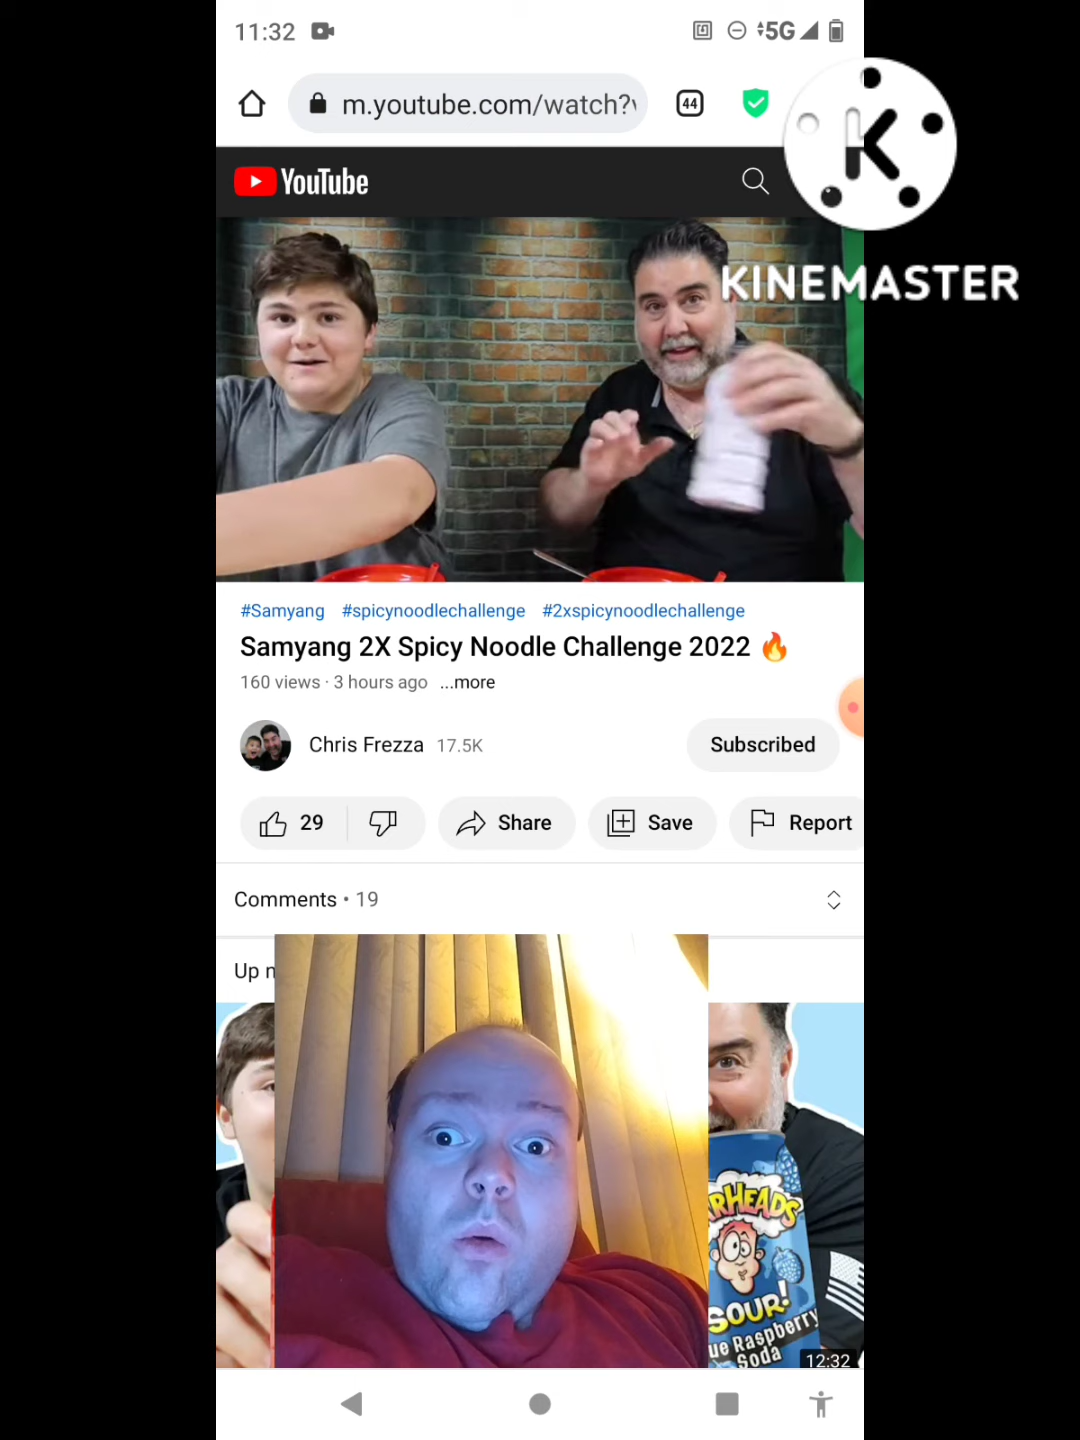 11:32
5G
m.youtube.com/watch?v
44
YouTube
K
KINEMASTER
#Samyang #spicynoodlechallenge #2xspicynoodlechallenge
Samyang 2X Spicy Noodle Challenge 2022 🔥
160 views · 3 hours ago ...more
Chris Frezza 17.5K
Subscribed
29
Share
Save
Report
Comments • 19
Up n
RHEADS
SOUR!
ue Raspberry
Soda
12:32